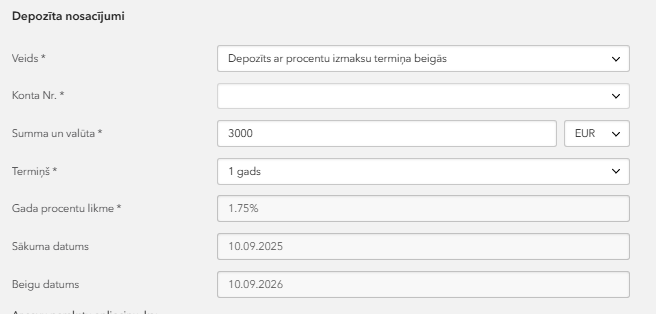 Depozīta nosacījumi
Veids * Depozīts ar procentu izmaksu termiņa beigās
Konta Nr. *
Summa un valūta * 3000 EUR
Termiņš * 1 gads
Gada procentu likme * 1.75%
Sākuma datums 10.09.2025
Beigu datums 10.09.2026